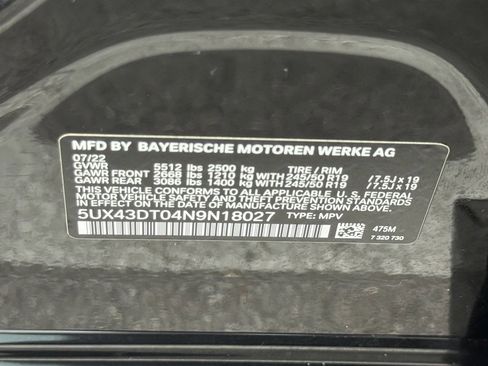 MFD BY BAYERISCHE MOTOREN WERKE AG
07/22
GVWR 5512 lbs 2500 kg TIRE / RIM
GAWR FRONT 2668 lbs 1210 kg WITH 245/50 R19 / 7.5J x 19
GAWR REAR 3086 lbs 1400 kg WITH 245/50 R19 / 7.5J x 19
THIS VEHICLE CONFORMS TO ALL APPLICABLE U. S. FEDERAL
MOTOR VEHICLE SAFETY AND THEFT PREVENTION STANDARDS
IN EFFECT ON THE DATE OF MANUFACTURE SHOWN ABOVE.
5UX43DT04N9N18027 TYPE: MPV
475M
7 320 730